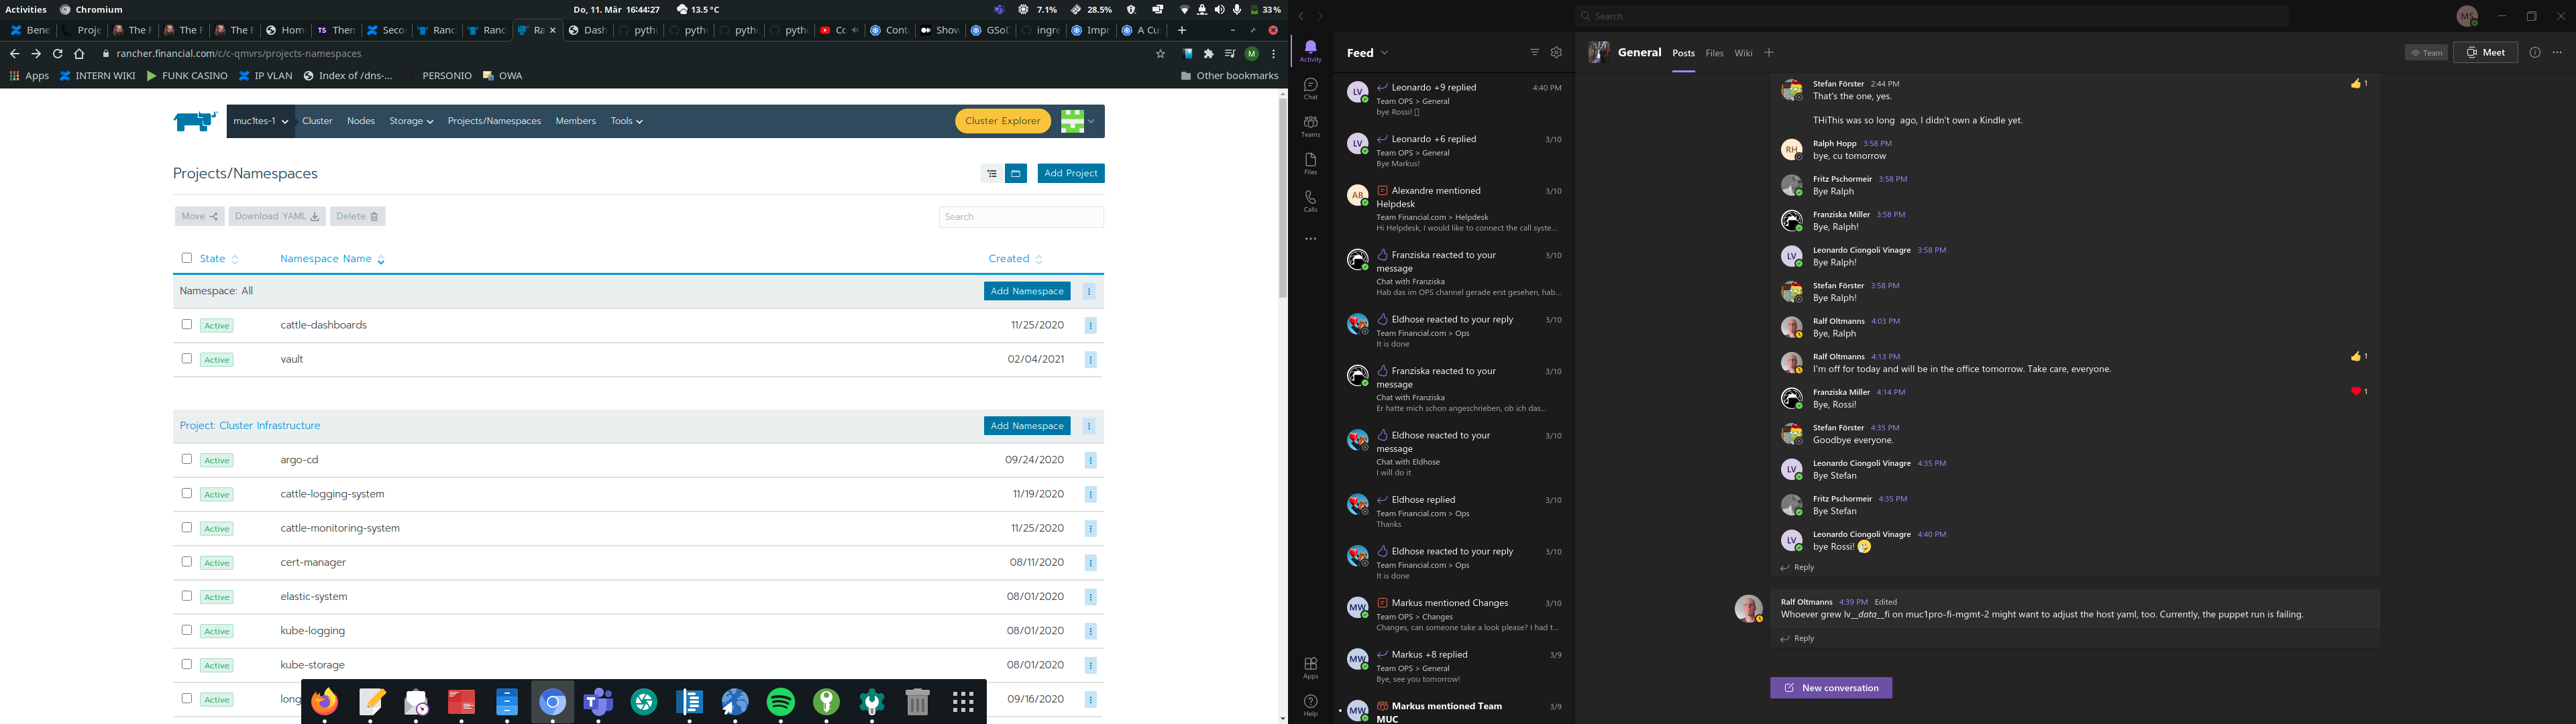 Activities Chromium Do, 11. Mär 16:44:27 13.5 °C 7.1% 28.5% 33 %
Bene Proje The F The F The F Hom TS Then Seco Ranc Ranc Ra Dash pyth pyth pyth pyth Co Cont Show GSoD ingre Impr A Cu
rancher.financial.com/c/c-qmvrs/projects-namespaces M
Apps INTERN WIKI FUNK CASINO IP VLAN Index of /dns-... PERSONIO OWA Other bookmarks
muc1tes-1 Cluster Nodes Storage Projects/Namespaces Members Tools Cluster Explorer
Projects/Namespaces Add Project
Move Download YAML Delete Search
State Namespace Name Created
Namespace: All Add Namespace
Active cattle-dashboards 11/25/2020
Active vault 02/04/2021
Project: Cluster Infrastructure Add Namespace
Active argo-cd 09/24/2020
Active cattle-logging-system 11/19/2020
Active cattle-monitoring-system 11/25/2020
Active cert-manager 08/11/2020
Active elastic-system 08/01/2020
Active kube-logging 08/01/2020
Active kube-storage 08/01/2020
Active long 09/16/2020
Search MS
Activity
Chat
Teams
Files
Calls
Apps
Help
Feed
LV Leonardo +9 replied 4:40 PM
Team OPS > General
bye Rossi!
LV Leonardo +6 replied 3/10
Team OPS > General
Bye Markus!
AB Alexandre mentioned 3/10
Helpdesk
Team Financial.com > Helpdesk
Hi Helpdesk, I would like to connect the call syste...
Franziska reacted to your 3/10
message
Chat with Franziska
Hab das im OPS channel gerade erst gesehen, hab...
Eldhose reacted to your reply 3/10
Team Financial.com > Ops
It is done
Franziska reacted to your 3/10
message
Chat with Franziska
Er hatte mich schon angeschrieben, ob ich das...
Eldhose reacted to your 3/10
message
Chat with Eldhose
I will do it
Eldhose replied 3/10
Team Financial.com > Ops
Thanks
Eldhose reacted to your reply 3/10
Team Financial.com > Ops
It is done
MW Markus mentioned Changes 3/10
Team OPS > Changes
Changes, can someone take a look please? I had t...
MW Markus +8 replied 3/9
Team OPS > General
Bye, see you tomorrow!
MW Markus mentioned Team 3/9
MUC
General Posts Files Wiki Team Meet
Stefan Förster 2:44 PM 1
That's the one, yes.
THiThis was so long ago, I didn't own a Kindle yet.
RH Ralph Hopp 3:58 PM
bye, cu tomorrow
Fritz Pschormeir 3:58 PM
Bye Ralph
Franziska Miller 3:58 PM
Bye, Ralph!
LV Leonardo Ciongoli Vinagre 3:58 PM
Bye Ralph!
Stefan Förster 3:58 PM
Bye Ralph!
Ralf Oltmanns 4:03 PM
Bye, Ralph
Ralf Oltmanns 4:13 PM 1
I'm off for today and will be in the office tomorrow. Take care, everyone.
Franziska Miller 4:14 PM 1
Bye, Rossi!
Stefan Förster 4:35 PM
Goodbye everyone.
LV Leonardo Ciongoli Vinagre 4:35 PM
Bye Stefan
Fritz Pschormeir 4:35 PM
Bye Stefan
LV Leonardo Ciongoli Vinagre 4:40 PM
bye Rossi!
Reply
Ralf Oltmanns 4:39 PM Edited
Whoever grew lv__data__fi on muc1pro-fi-mgmt-2 might want to adjust the host yaml, too. Currently, the puppet run is failing.
Reply
New conversation